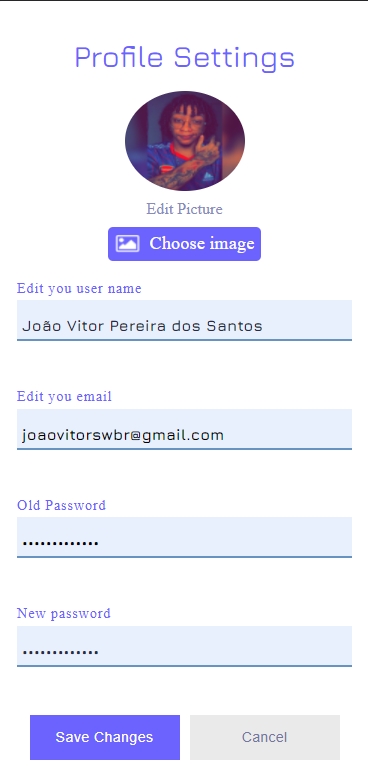 Profile Settings
Edit Picture
Choose image
Edit you user name
João Vitor Pereira dos Santos
Edit you email
joaovitorswbr@gmail.com
Old Password
•••••••••••••
New password
•••••••••••••
Save Changes
Cancel